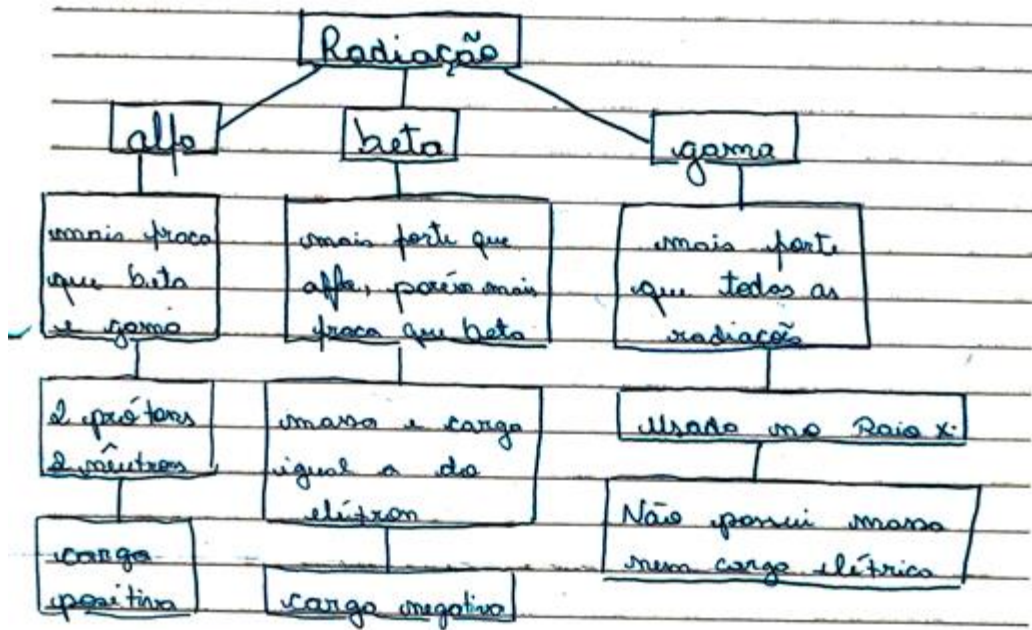 Radiação
alfa
beta
gama
mais fraca
que beta
e gama
mais forte que
alfa, porém mais
fraca que beta
mais forte
que todas as
radiações
2 prótons
2 nêutrons
massa e carga
igual a do
elétron
Usada no Raio X.
carga
positiva
carga negativa
Não possui massa
nem carga elétrica